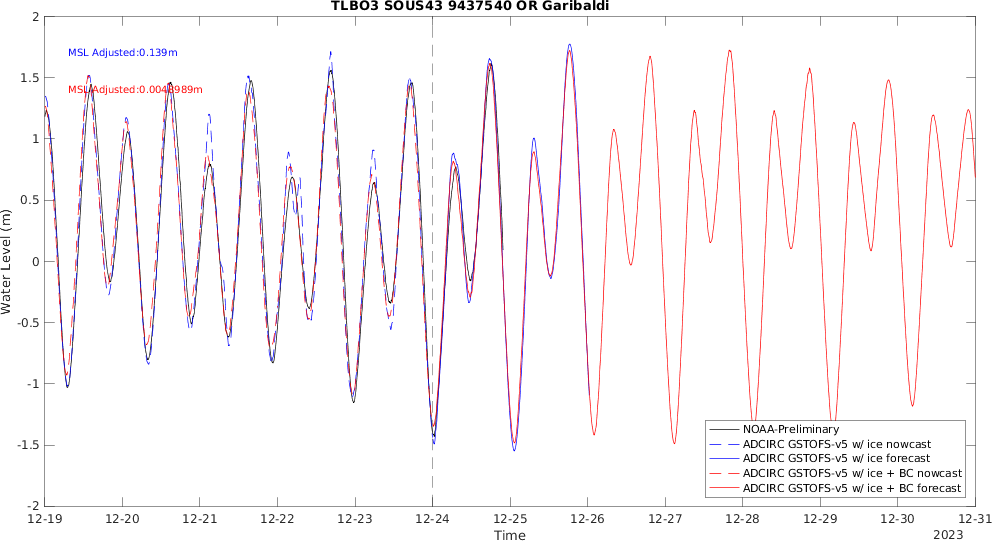 TLBO3 SOUS43 9437540 OR Garibaldi
2
1.5
1
0.5
0
-0.5
-1
-1.5
-2
Water Level (m)
MSL Adjusted:0.139m
MSL Adjusted:0.0048989m
NOAA-Preliminary
ADCIRC GSTOFS-v5 w/ ice nowcast
ADCIRC GSTOFS-v5 w/ ice forecast
ADCIRC GSTOFS-v5 w/ ice + BC nowcast
ADCIRC GSTOFS-v5 w/ ice + BC forecast
12-19 12-20 12-21 12-22 12-23 12-24 12-25 12-26 12-27 12-28 12-29 12-30 12-31
Time
2023